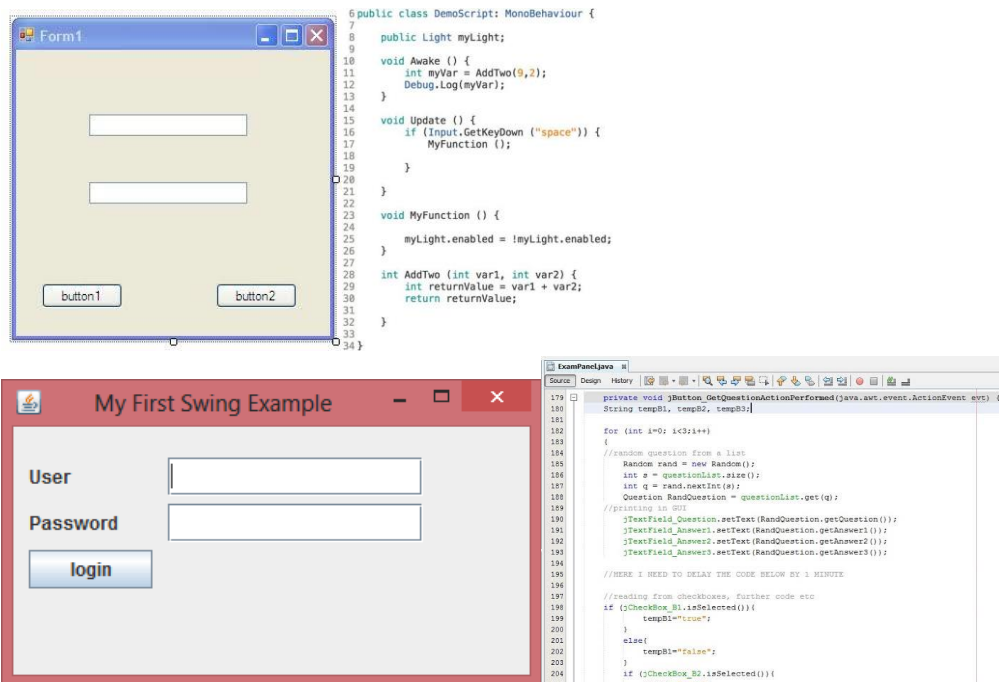 Form1
button1
button2
6 public class DemoScript: MonoBehaviour {
7
8 public Light myLight;
9
10 void Awake () {
11 int myVar = AddTwo(9,2);
12 Debug.Log(myVar);
13 }
14
15 void Update () {
16 if (Input.GetKeyDown ("space")) {
17 MyFunction ();
18
19 }
20
21 }
22
23 void MyFunction () {
24
25 myLight.enabled = !myLight.enabled;
26 }
27
28 int AddTwo (int var1, int var2) {
29 int returnValue = var1 + var2;
30 return returnValue;
31
32 }
33
34 }
My First Swing Example
User
Password
login
ExamPanel.java
Source Design History
179 private void jButton_GetQuestionActionPerformed(java.awt.event.ActionEvent evt) {
180 String tempB1, tempB2, tempB3;
181
182 for (int i=0; i<3;i++)
183 {
184 //random question from a list
185 Random rand = new Random();
186 int s = questionList.size();
187 int q = rand.nextInt(s);
188 Question RandQuestion = questionList.get(q);
189 //printing in GUI
190 jTextField_Question.setText(RandQuestion.getQuestion());
191 jTextField_Answer1.setText(RandQuestion.getAnswer1());
192 jTextField_Answer2.setText(RandQuestion.getAnswer2());
193 jTextField_Answer3.setText(RandQuestion.getAnswer3());
194
195 //HERE I NEED TO DELAY THE CODE BELOW BY 1 MINUTE
196
197 //reading from checkboxes, further code etc
198 if (jCheckBox_B1.isSelected()){
199 tempB1="true";
200 }
201 else{
202 tempB1="false";
203 }
204 if (jCheckBox_B2.isSelected()){